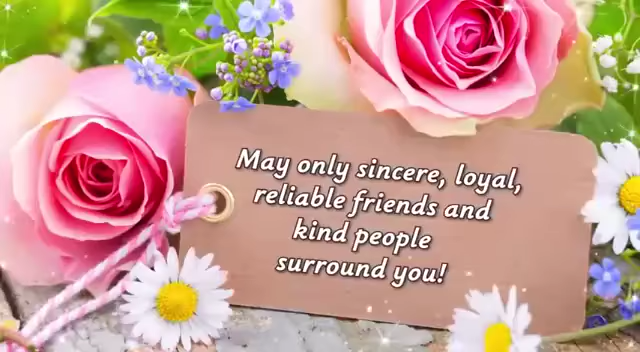 May only sincere, loyal,
reliable friends and
kind people
surround you!